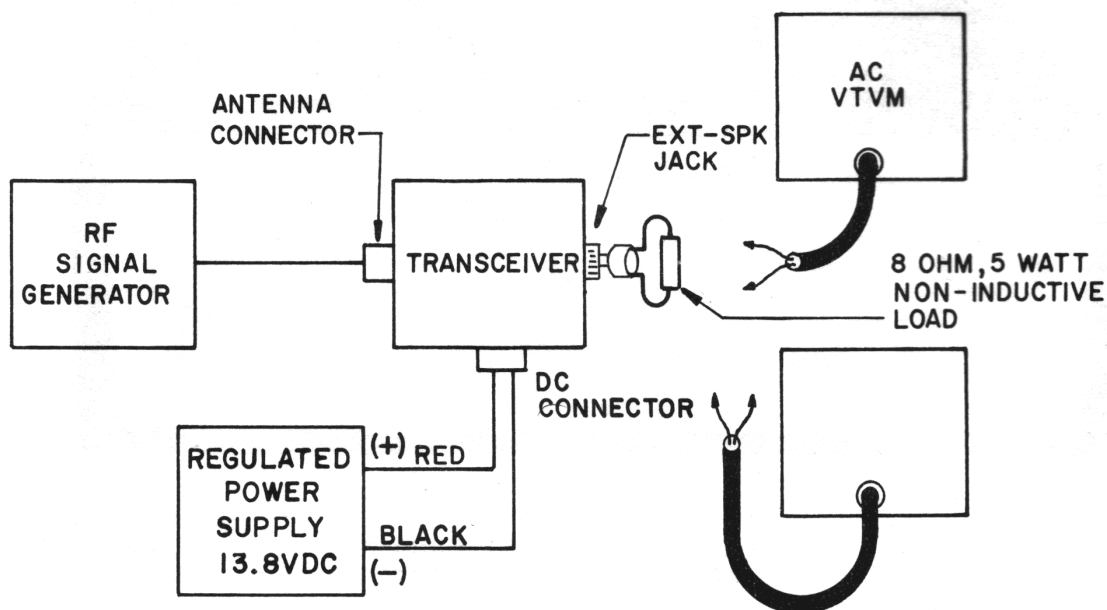 ANTENNA
CONNECTOR
EXT-SPK
JACK
AC
VTVM
RF
SIGNAL
GENERATOR
TRANSCEIVER
8 OHM, 5 WATT
NON-INDUCTIVE
LOAD
DC
CONNECTOR
REGULATED
POWER
SUPPLY
13.8VDC
(+) RED
BLACK
(-)